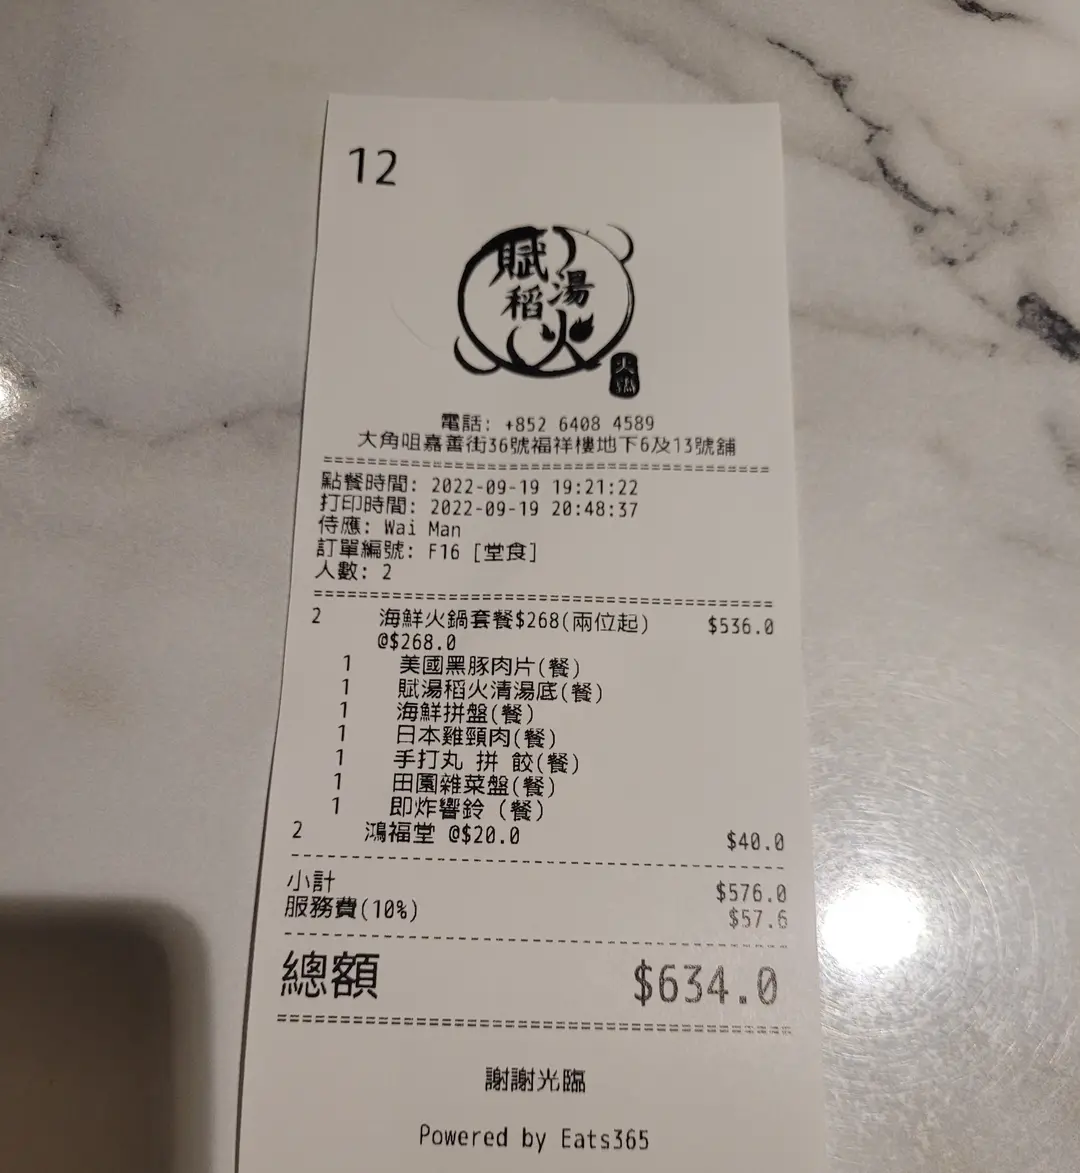 12
賦湯
稻火
火鍋
電話: +852 6408 4589
大角咀嘉善街36號福祥樓地下6及13號舖
點餐時間: 2022-09-19 19:21:22
打印時間: 2022-09-19 20:48:37
侍應: Wai Man
訂單編號: F16 [堂食]
人數: 2
2 海鮮火鍋套餐$268(兩位起) $536.0
@$268.0
1 美國黑豚肉片(餐)
1 賦湯稻火清湯底(餐)
1 海鮮拼盤(餐)
1 日本雞頸肉(餐)
1 手打丸 拼 餃(餐)
1 田園雜菜盤(餐)
1 即炸響鈴 (餐)
2 鴻福堂 @$20.0 $40.0
小計 $576.0
服務費(10%) $57.6
總額 $634.0
謝謝光臨
Powered by Eats365